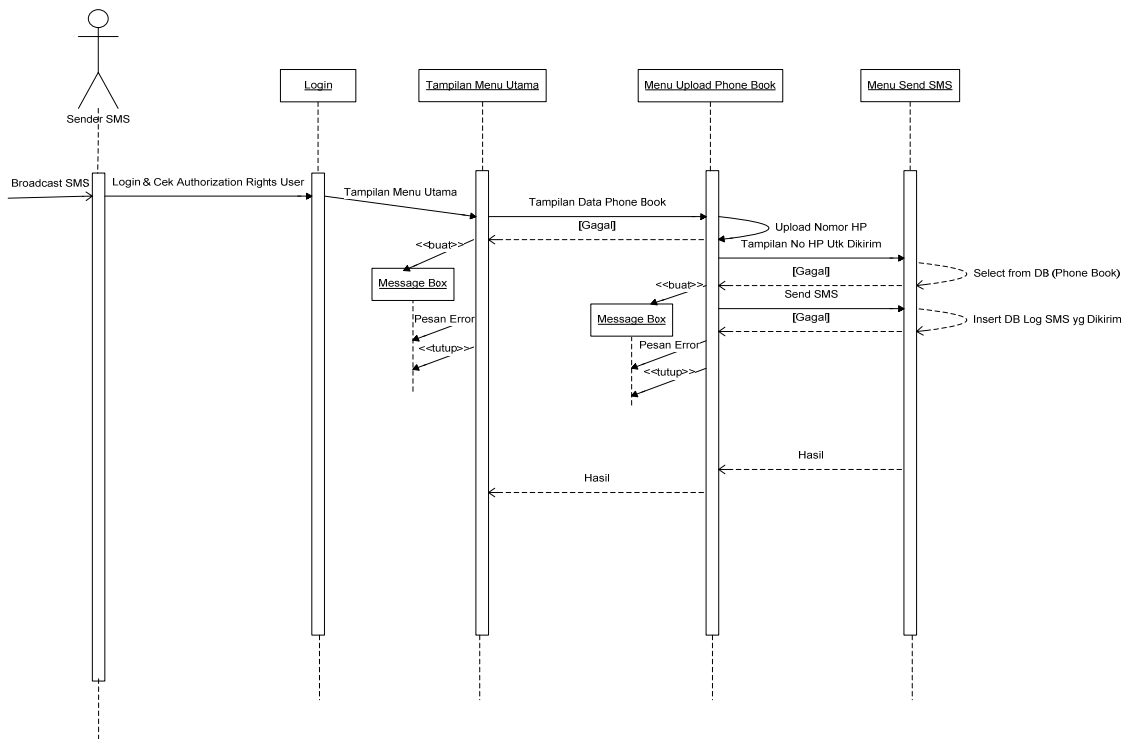 Sender SMS
Login
Tampilan Menu Utama
Menu Upload Phone Book
Menu Send SMS
Broadcast SMS
Login & Cek Authorization Rights User
Tampilan Menu Utama
Tampilan Data Phone Book
[Gagal]
Upload Nomor HP
<<buat>>
Tampilan No HP Utk Dikirim
[Gagal]
Select from DB (Phone Book)
Message Box
<<buat>>
Send SMS
Message Box
Pesan Error
[Gagal]
Insert DB Log SMS yg Dikirim
<<tutup>>
Pesan Error
<<tutup>>
Hasil
Hasil